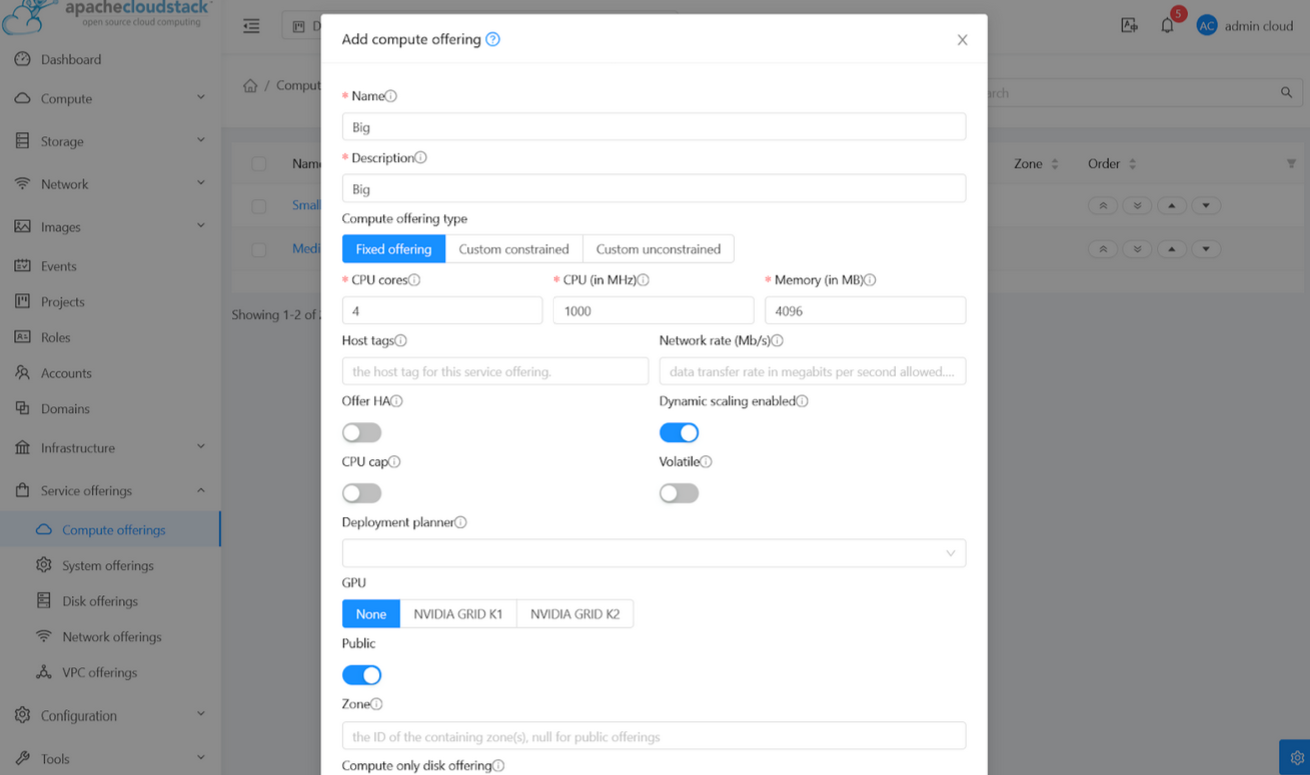 apachecloudstack
open source cloud computing
Dashboard
Compute
Storage
Network
Images
Events
Projects
Roles
Accounts
Domains
Infrastructure
Service offerings
Compute offerings
System offerings
Disk offerings
Network offerings
VPC offerings
Configuration
Tools
D
5
AC admin cloud
/ Comput
arch
Name
Zone
Order
Small
Medi
Showing 1-2 of
Add compute offering
* Name
Big
* Description
Big
Compute offering type
Fixed offering Custom constrained Custom unconstrained
* CPU cores * CPU (in MHz) * Memory (in MB)
4 1000 4096
Host tags Network rate (Mb/s)
the host tag for this service offering. data transfer rate in megabits per second allowed....
Offer HA Dynamic scaling enabled
CPU cap Volatile
Deployment planner
GPU
None NVIDIA GRID K1 NVIDIA GRID K2
Public
Zone
the ID of the containing zone(s), null for public offerings
Compute only disk offering